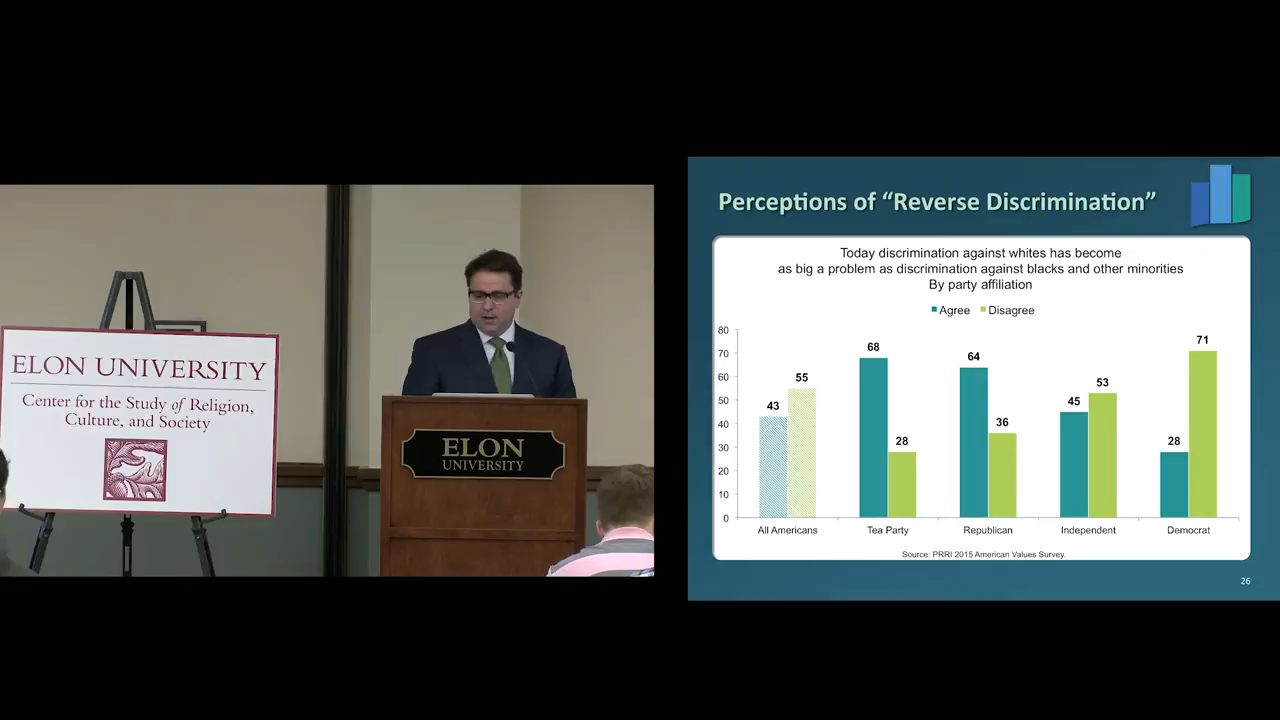 ELON UNIVERSITY
Center for the Study of Religion,
Culture, and Society
ELON
UNIVERSITY
Perceptions of “Reverse Discrimination”
Today discrimination against whites has become
as big a problem as discrimination against blacks and other minorities
By party affiliation
Agree Disagree
80
70
60
50
40
30
20
10
0
43 55
68 28
64 36
45 53
28 71
All Americans Tea Party Republican Independent Democrat
Source: PRRI 2015 American Values Survey.
26